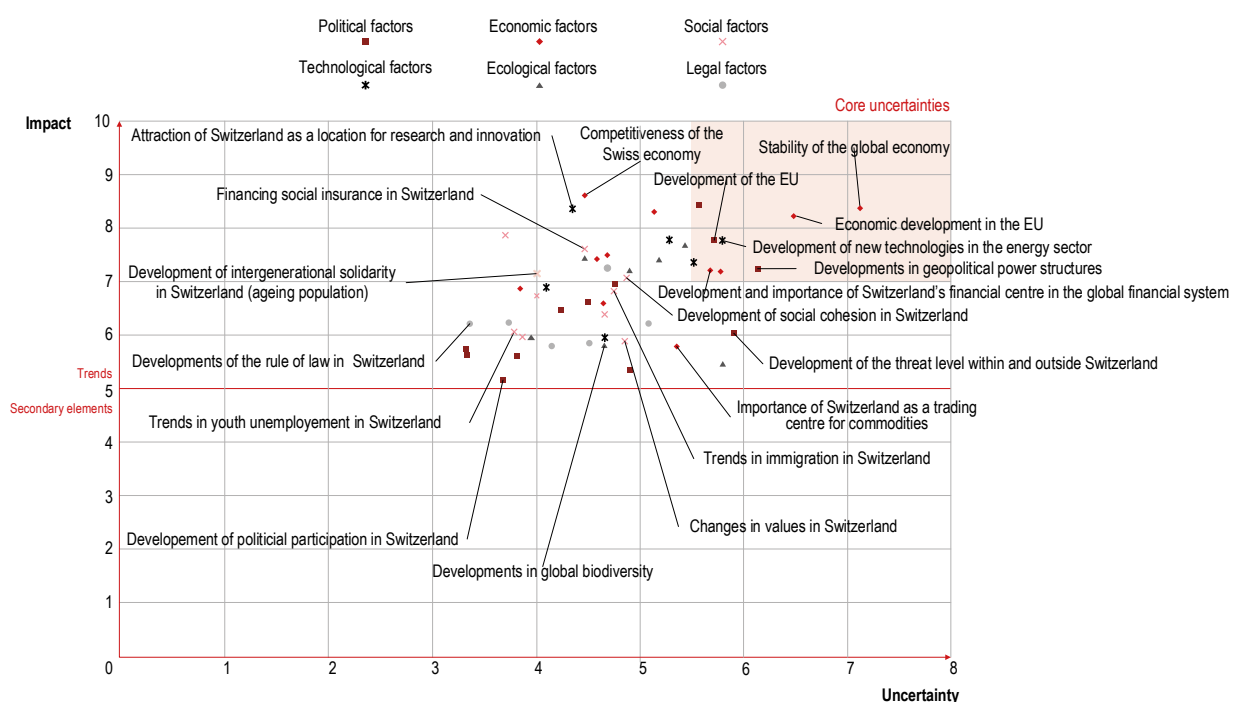 Political factors
Economic factors
Social factors
Technological factors
Ecological factors
Legal factors
Core uncertainties
Impact
10
Attraction of Switzerland as a location for research and innovation
Competitiveness of the
Swiss economy
Stability of the global economy
9
Development of the EU
Financing social insurance in Switzerland
8
Economic development in the EU
Development of new technologies in the energy sector
7
Development of intergenerational solidarity
in Switzerland (ageing population)
Developments in geopolitical power structures
Development and importance of Switzerland's financial centre in the global financial system
Development of social cohesion in Switzerland
6
Developments of the rule of law in Switzerland
Development of the threat level within and outside Switzerland
Trends
5
Secondary elements
Importance of Switzerland as a trading
centre for commodities
Trends in youth unemployement in Switzerland
4
Trends in immigration in Switzerland
3
Changes in values in Switzerland
Developement of politicial participation in Switzerland
2
Developments in global biodiversity
1
0
1
2
3
4
5
6
7
8
Uncertainty